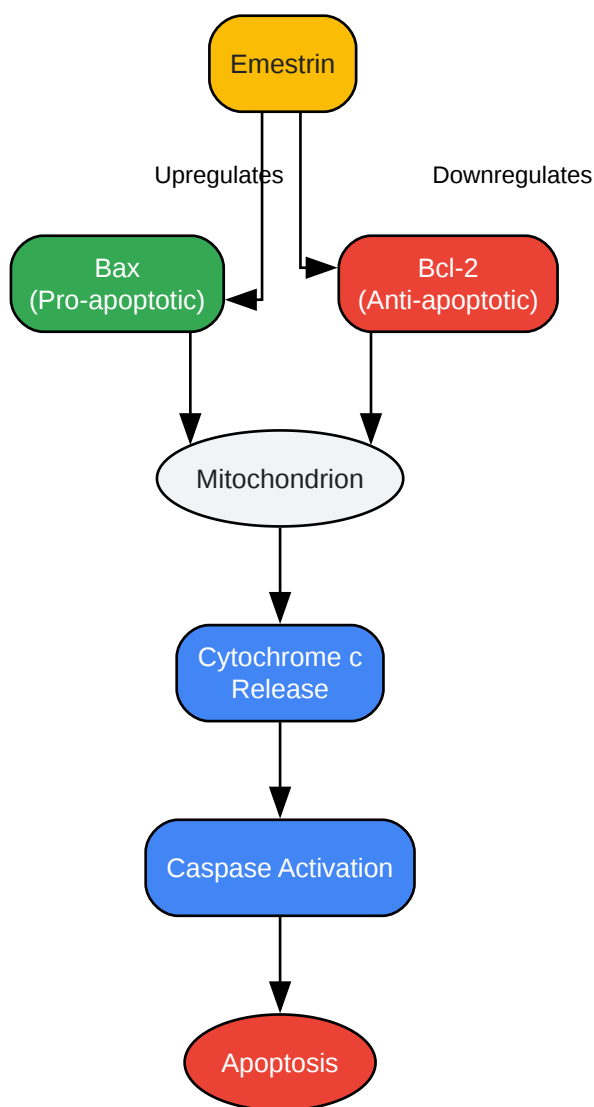 Emestrin
Upregulates
Downregulates
Bax
(Pro-apoptotic)
Bcl-2
(Anti-apoptotic)
Mitochondrion
Cytochrome c
Release
Caspase Activation
Apoptosis